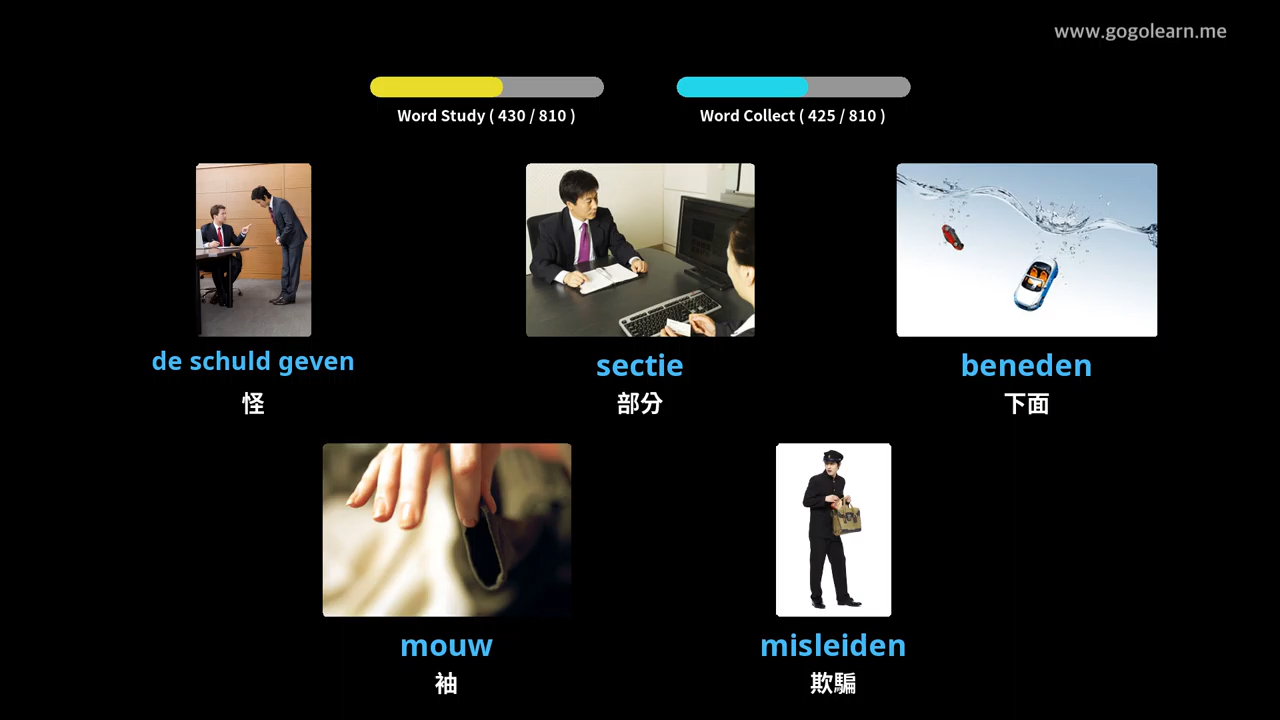 www.gogolearn.me
Word Study ( 430 / 810 )
Word Collect ( 425 / 810 )
de schuld geven
怪
sectie
部分
beneden
下面
mouw
袖
misleiden
欺騙